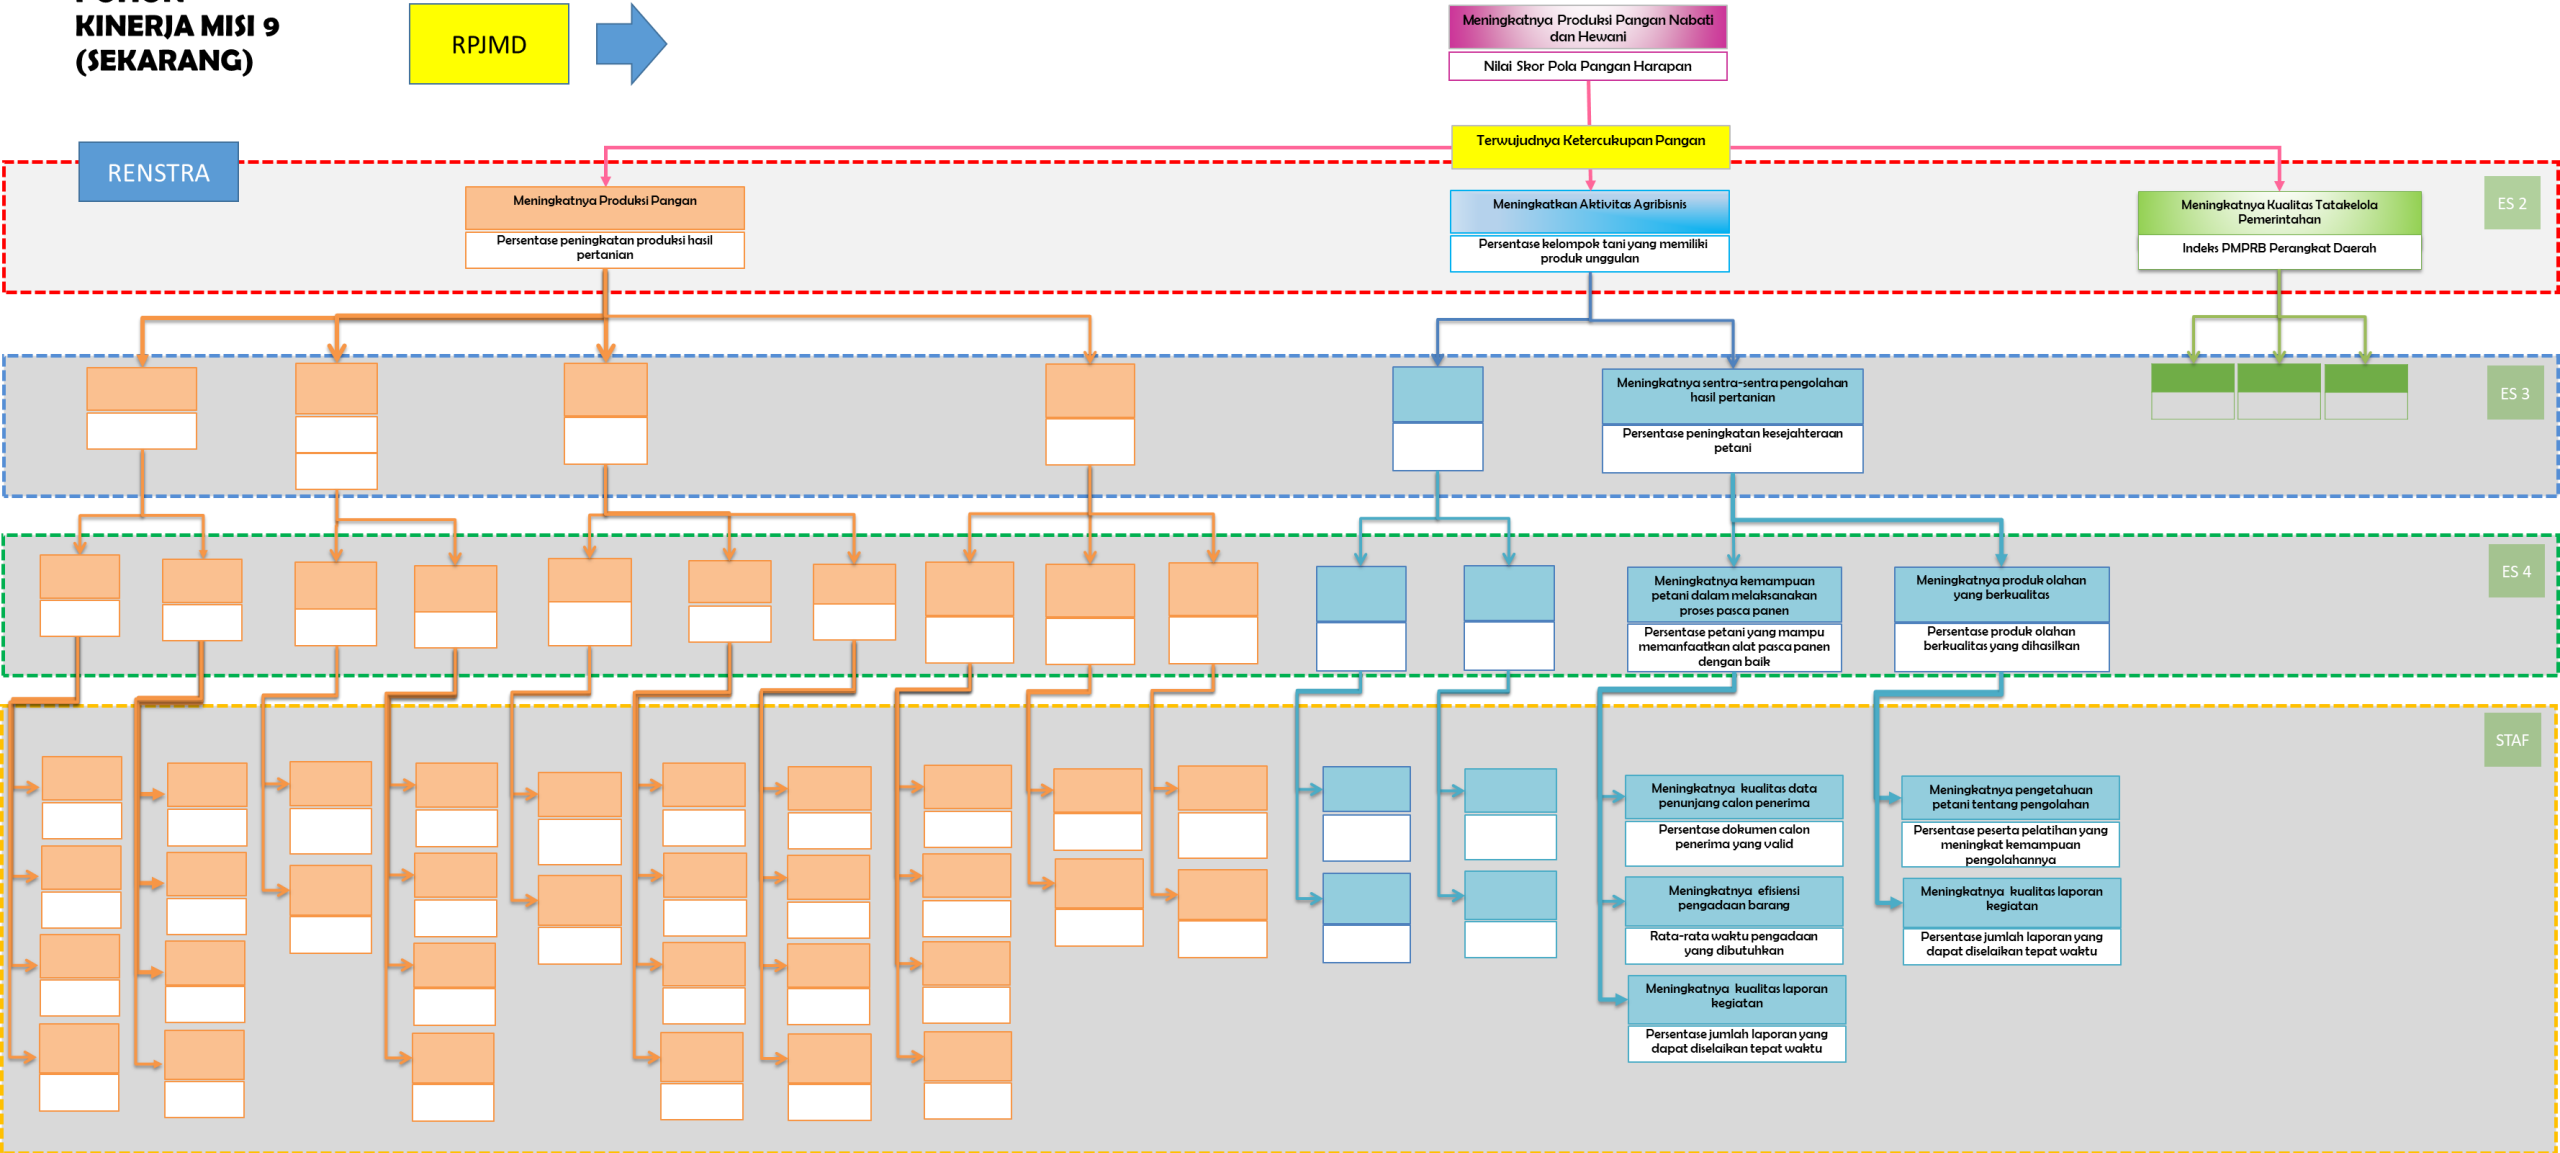 KINERJA MISI 9
(SEKARANG)
RPJMD
Meningkatnya Produksi Pangan Nabati
dan Hewani
Nilai Skor Pola Pangan Harapan
Terwujudnya Ketercukupan Pangan
RENSTRA
Meningkatnya Produksi Pangan
Persentase peningkatan produksi hasil
pertanian
Meningkatkan Aktivitas Agribisnis
Persentase kelompok tani yang memiliki
produk unggulan
Meningkatnya Kualitas Tatakelola
Pemerintahan
Indeks PMPRB Perangkat Daerah
ES 2
Meningkatnya sentra-sentra pengolahan
hasil pertanian
Persentase peningkatan kesejahteraan
petani
ES 3
Meningkatnya kemampuan
petani dalam melaksanakan
proses pasca panen
Persentase petani yang mampu
memanfaatkan alat pasca panen
dengan baik
Meningkatnya produk olahan
yang berkualitas
Persentase produk olahan
berkualitas yang dihasilkan
ES 4
STAF
Meningkatnya kualitas data
penunjang calon penerima
Persentase dokumen calon
penerima yang valid
Meningkatnya efisiensi
pengadaan barang
Rata-rata waktu pengadaan
yang dibutuhkan
Meningkatnya kualitas laporan
kegiatan
Persentase jumlah laporan yang
dapat diselaikan tepat waktu
Meningkatnya pengetahuan
petani tentang pengolahan
Persentase peserta pelatihan yang
meningkat kemampuan
pengolahannya
Meningkatnya kualitas laporan
kegiatan
Persentase jumlah laporan yang
dapat diselaikan tepat waktu